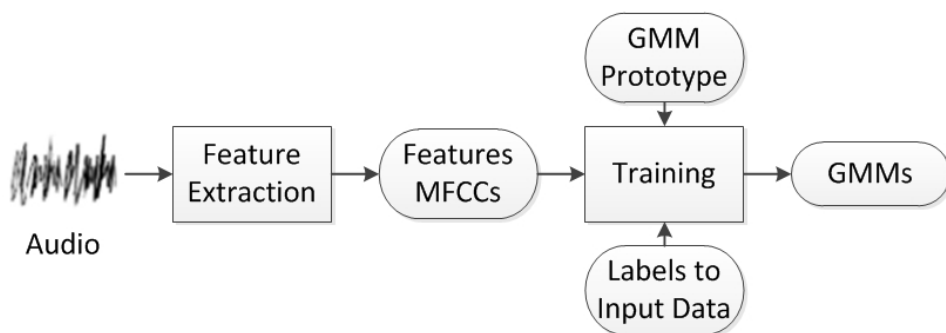 GMM
Prototype
Feature
Extraction
Features
MFCCs
Training
GMMs
Audio
Labels to
Input Data